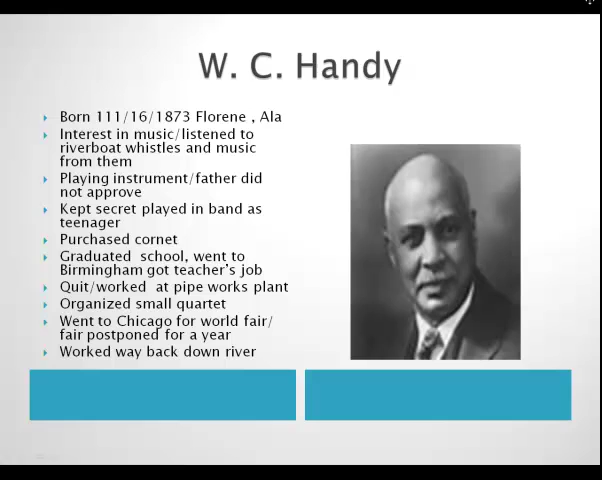 W. C. Handy
Born 111/16/1873 Florene , Ala
Interest in music/listened to
riverboat whistles and music
from them
Playing instrument/father did
not approve
Kept secret played in band as
teenager
Purchased cornet
Graduated school, went to
Birmingham got teacher's job
Quit/worked at pipe works plant
Organized small quartet
Went to Chicago for world fair/
fair postponed for a year
Worked way back down river